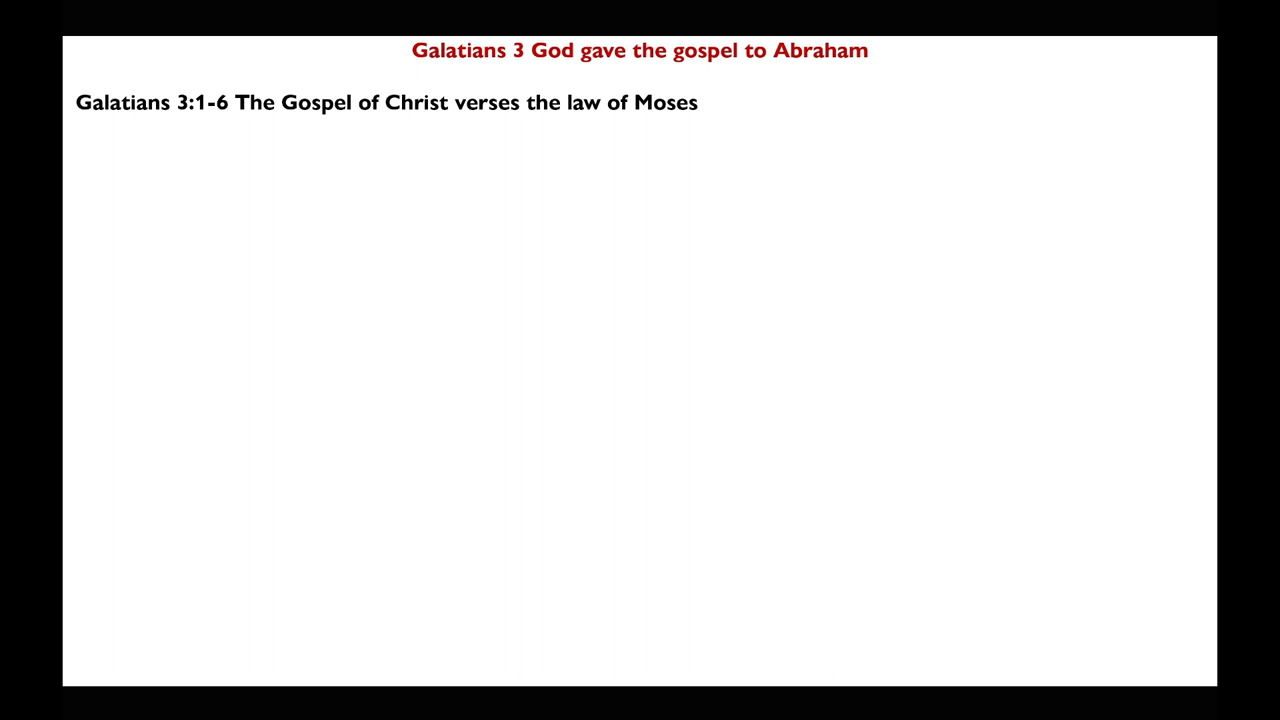 Galatians 3 God gave the gospel to Abraham
Galatians 3:1-6 The Gospel of Christ verses the law of Moses